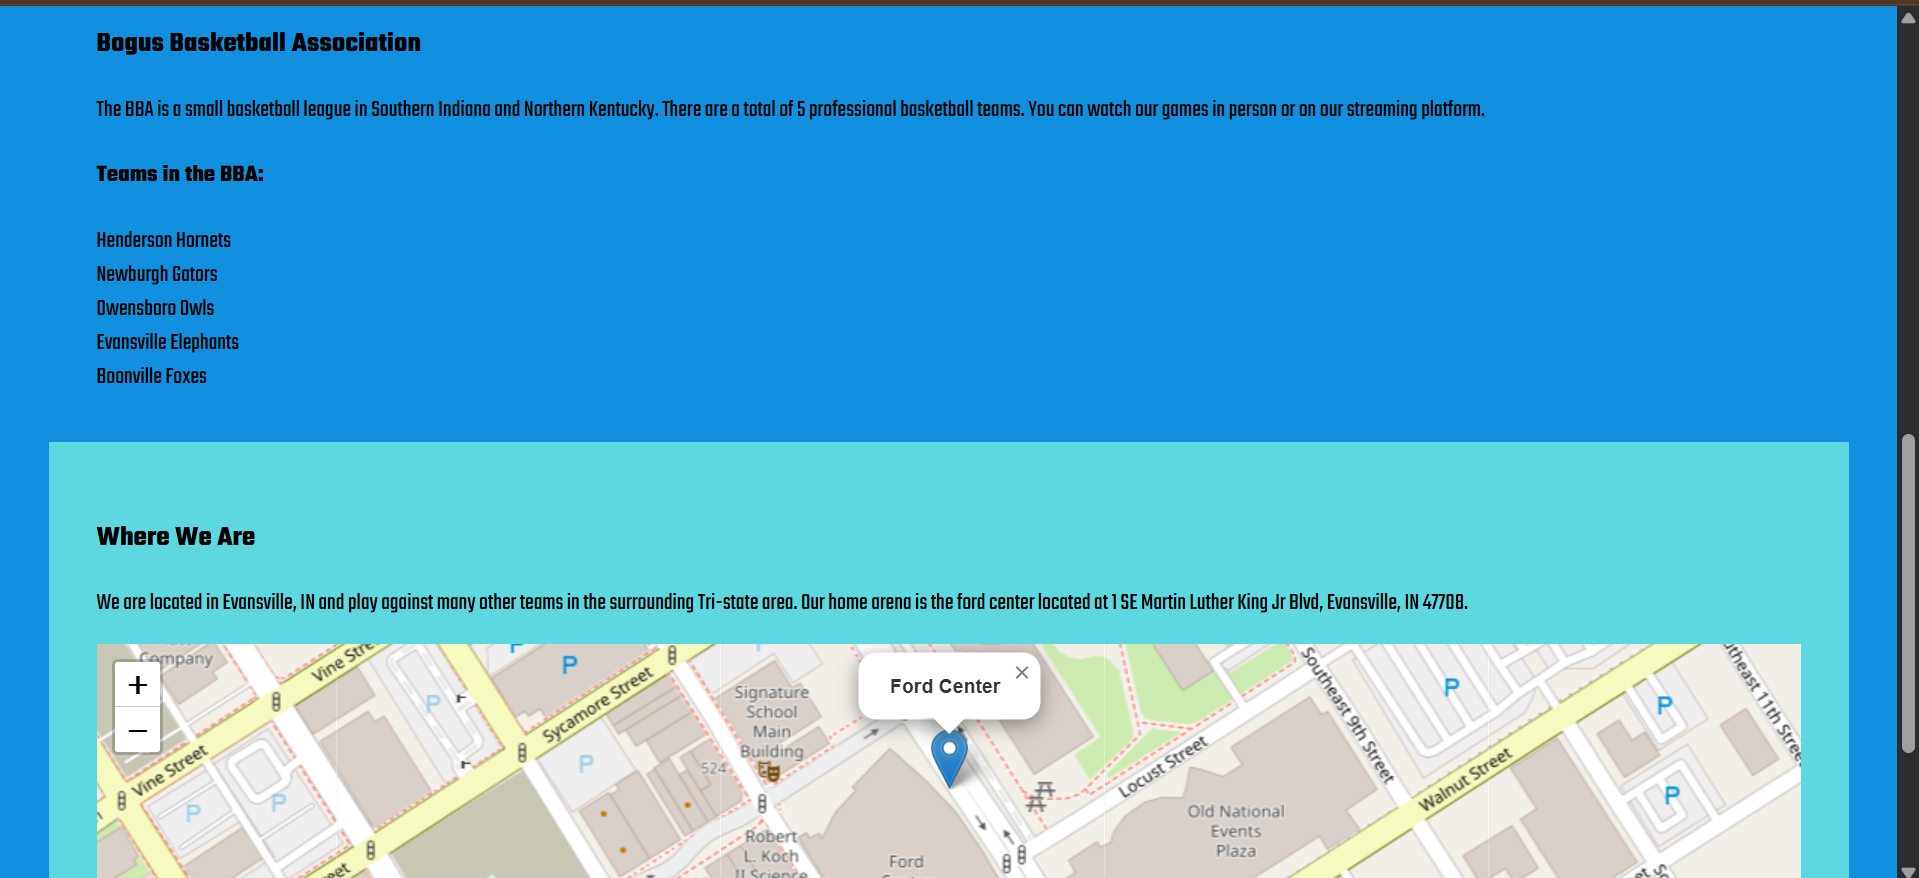 Bogus Basketball Association
The BBA is a small basketball league in Southern Indiana and Northern Kentucky. There are a total of 5 professional basketball teams. You can watch our games in person or on our streaming platform.
Teams in the BBA:
Henderson Hornets
Newburgh Gators
Owensboro Owls
Evansville Elephants
Boonville Foxes
Where We Are
We are located in Evansville, IN and play against many other teams in the surrounding Tri-state area. Our home arena is the ford center located at 1 SE Martin Luther King Jr Blvd, Evansville, IN 47708.
+
−
Company
Vine Stre
Vine Street
Sycamore Street
P
P
P
P
P
P
524
Signature
School
Main
Building
Ford Center
×
Robert
L. Koch
II Science
Ford
Locust Street
Old National
Events
Plaza
Southeast 9th Street
Walnut Street
utheast 11th Stree
P
P
P
eet